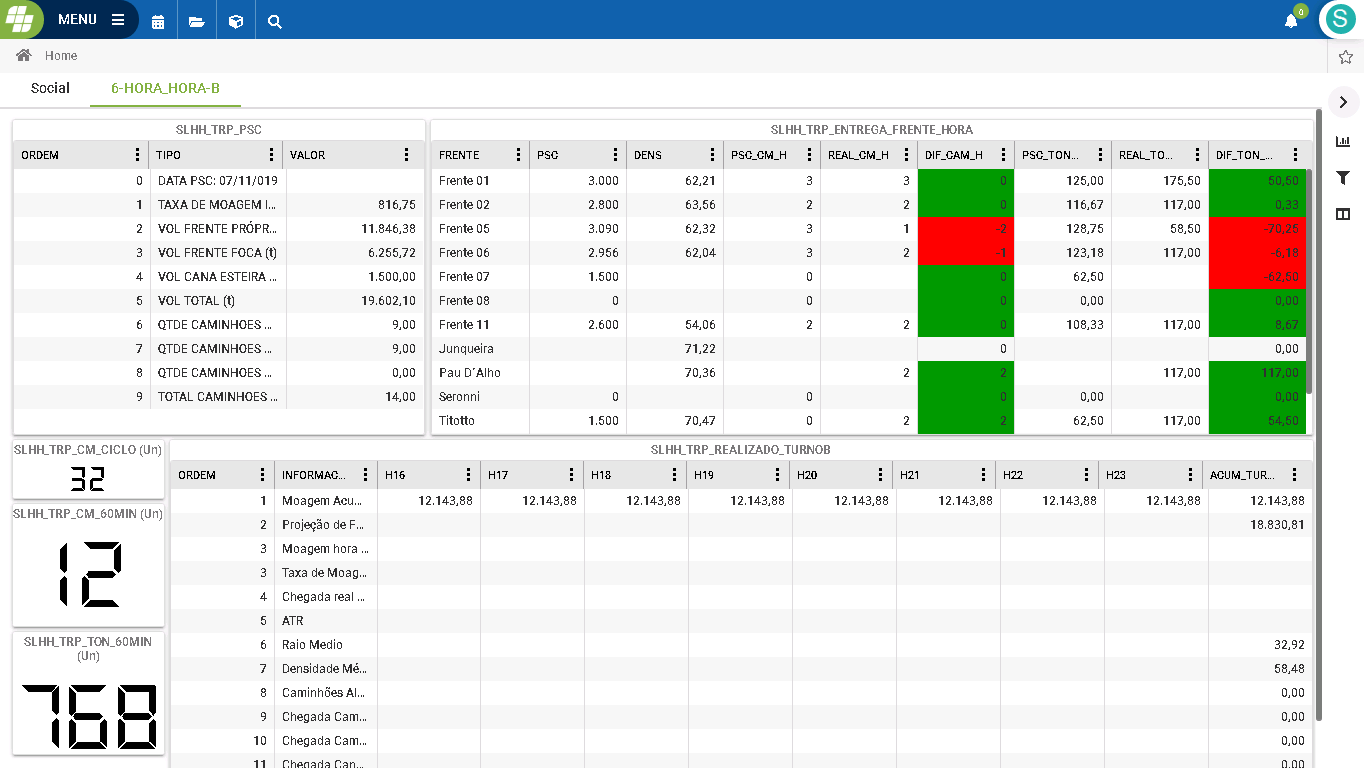 MENU
0
S
Home
Social 6-HORA_HORA-B
SLHH_TRP_PSC
ORDEM TIPO VALOR
0 DATA PSC: 07/11/019
1 TAXA DE MOAGEM I... 816,75
2 VOL FRENTE PRÓPR... 11.846,38
3 VOL FRENTE FOCA (t) 6.255,72
4 VOL CANA ESTEIRA ... 1.500,00
5 VOL TOTAL (t) 19.602,10
6 QTDE CAMINHOES ... 9,00
7 QTDE CAMINHOES ... 9,00
8 QTDE CAMINHOES ... 0,00
9 TOTAL CAMINHOES ... 14,00
SLHH_TRP_ENTREGA_FRENTE_HORA
FRENTE PSC DENS PSC_CM_H REAL_CM_H DIF_CAM_H PSC_TON... REAL_TO... DIF_TON_...
Frente 01 3.000 62,21 3 3 0 125,00 175,50 50,50
Frente 02 2.800 63,56 2 2 0 116,67 117,00 0,33
Frente 05 3.090 62,32 3 1 -2 128,75 58,50 -70,25
Frente 06 2.956 62,04 3 2 -1 123,18 117,00 -6,18
Frente 07 1.500 0 0 62,50 -62,50
Frente 08 0 0 0 0,00 0,00
Frente 11 2.600 54,06 2 2 0 108,33 117,00 8,67
Junqueira 71,22 0 0,00
Pau D´Alho 70,36 2 2 117,00 117,00
Seronni 0 0 0 0,00 0,00
Titotto 1.500 70,47 0 2 2 62,50 117,00 54,50
SLHH_TRP_CM_CICLO (Un)
32
SLHH_TRP_CM_60MIN (Un)
12
SLHH_TRP_TON_60MIN
(Un)
768
SLHH_TRP_REALIZADO_TURNOB
ORDEM INFORMAC... H16 H17 H18 H19 H20 H21 H22 H23 ACUM_TUR...
1 Moagem Acu... 12.143,88 12.143,88 12.143,88 12.143,88 12.143,88 12.143,88 12.143,88 12.143,88 12.143,88
2 Projeção de F... 18.830,81
3 Moagem hora ...
3 Taxa de Moag...
4 Chegada real ...
5 ATR
6 Raio Medio 32,92
7 Densidade Mé... 58,48
8 Caminhões Al... 0,00
9 Chegada Cam... 0,00
10 Chegada Cam... 0,00
11 Chegada Can... 0,00